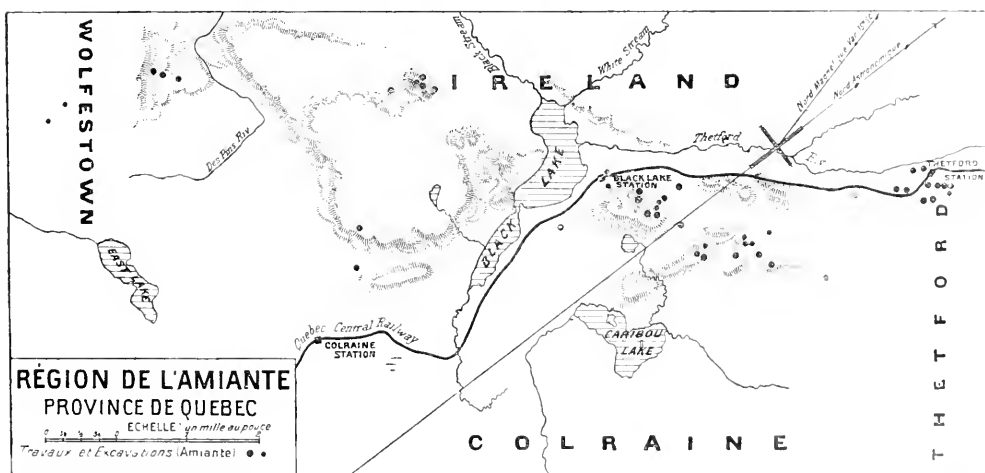 WOLFESTOWN
IRELAND
Black Stream
White Stream
Nord Astronomique
Des Pins Riv
Thetford
Riv
THETFORD
STATION
BLACK LAKE
STATION
BLACK LAKE
EAST LAKE
CARIBOU
LAKE
Quebec Central Railway
COLRAINE
STATION
THETFORD
COLRAINE
RÉGION DE L'AMIANTE
PROVINCE DE QUEBEC
ECHELLE: un mille au pouce
Travaux et Excavations (Amiante)